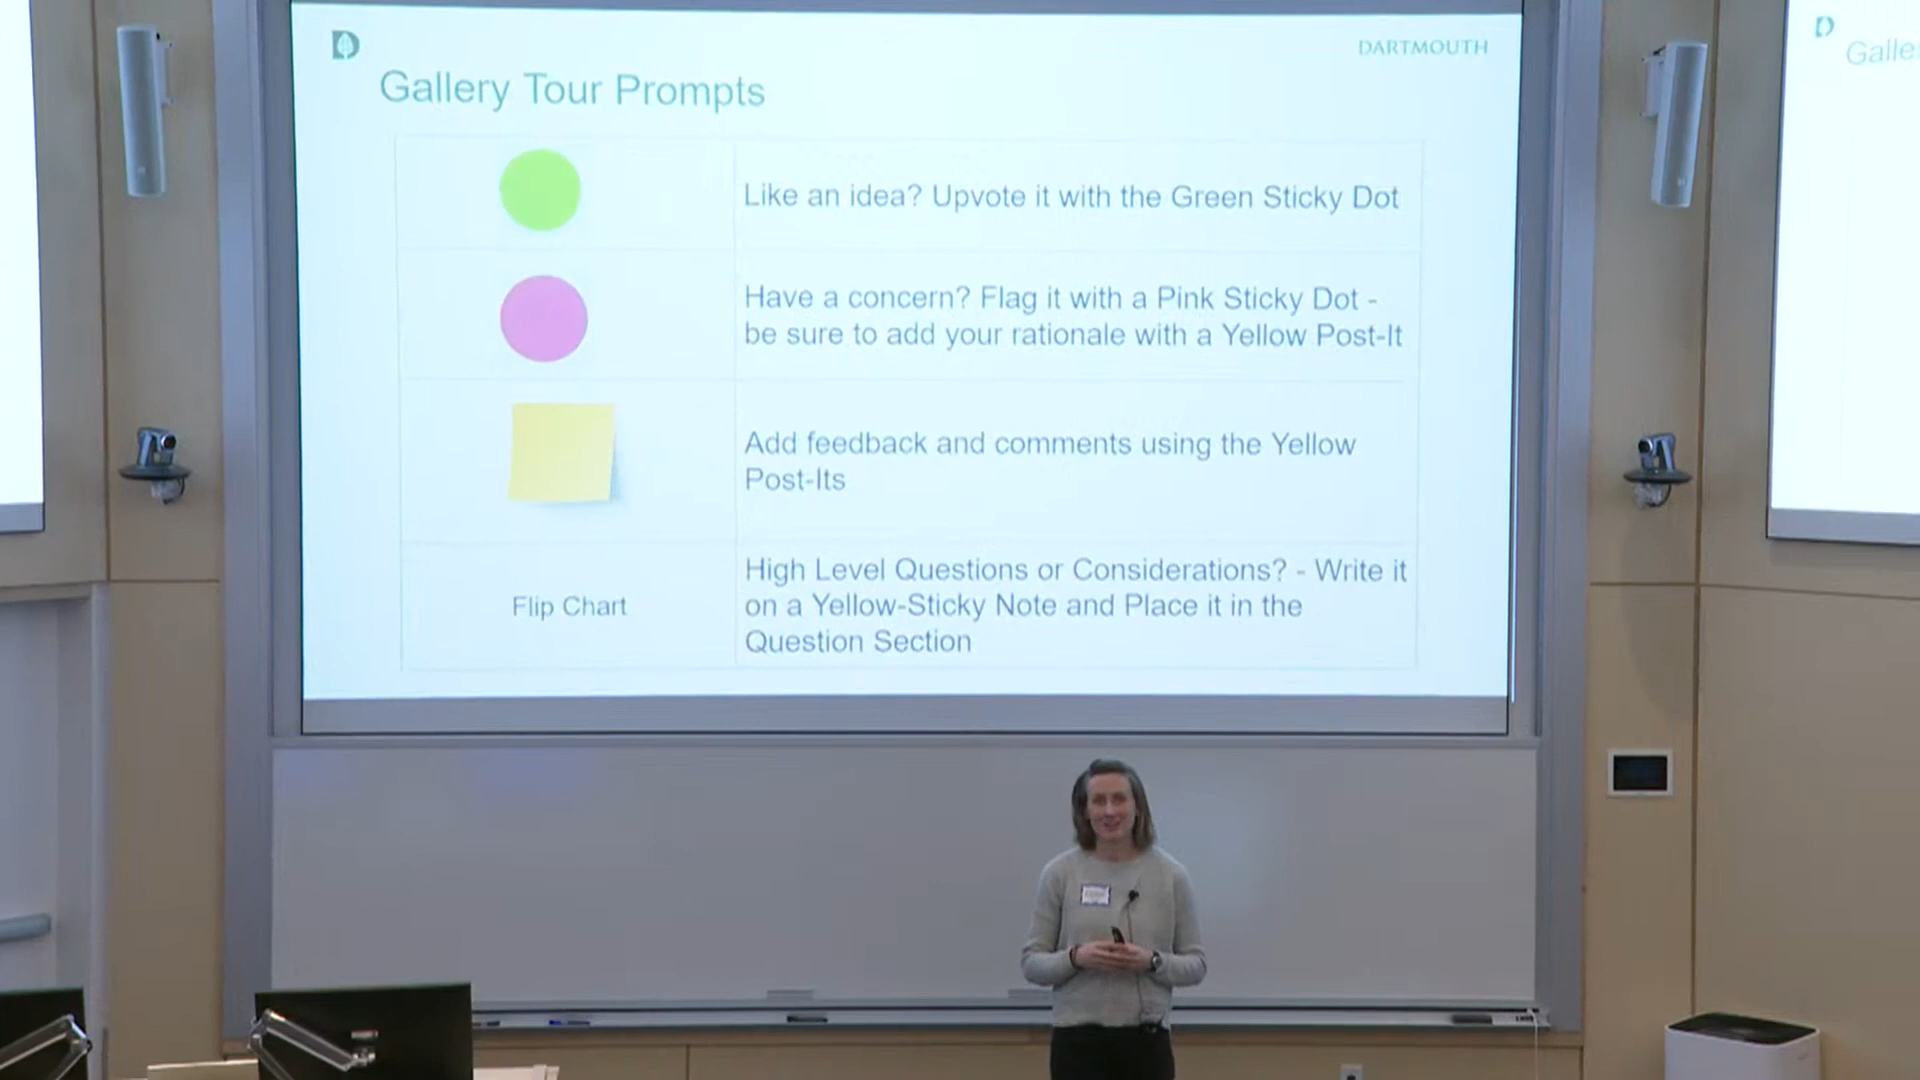 DARTMOUTH
Gallery Tour Prompts
Like an idea? Upvote it with the Green Sticky Dot
Have a concern? Flag it with a Pink Sticky Dot -
be sure to add your rationale with a Yellow Post-It
Add feedback and comments using the Yellow
Post-Its
Flip Chart
High Level Questions or Considerations? - Write it
on a Yellow-Sticky Note and Place it in the
Question Section